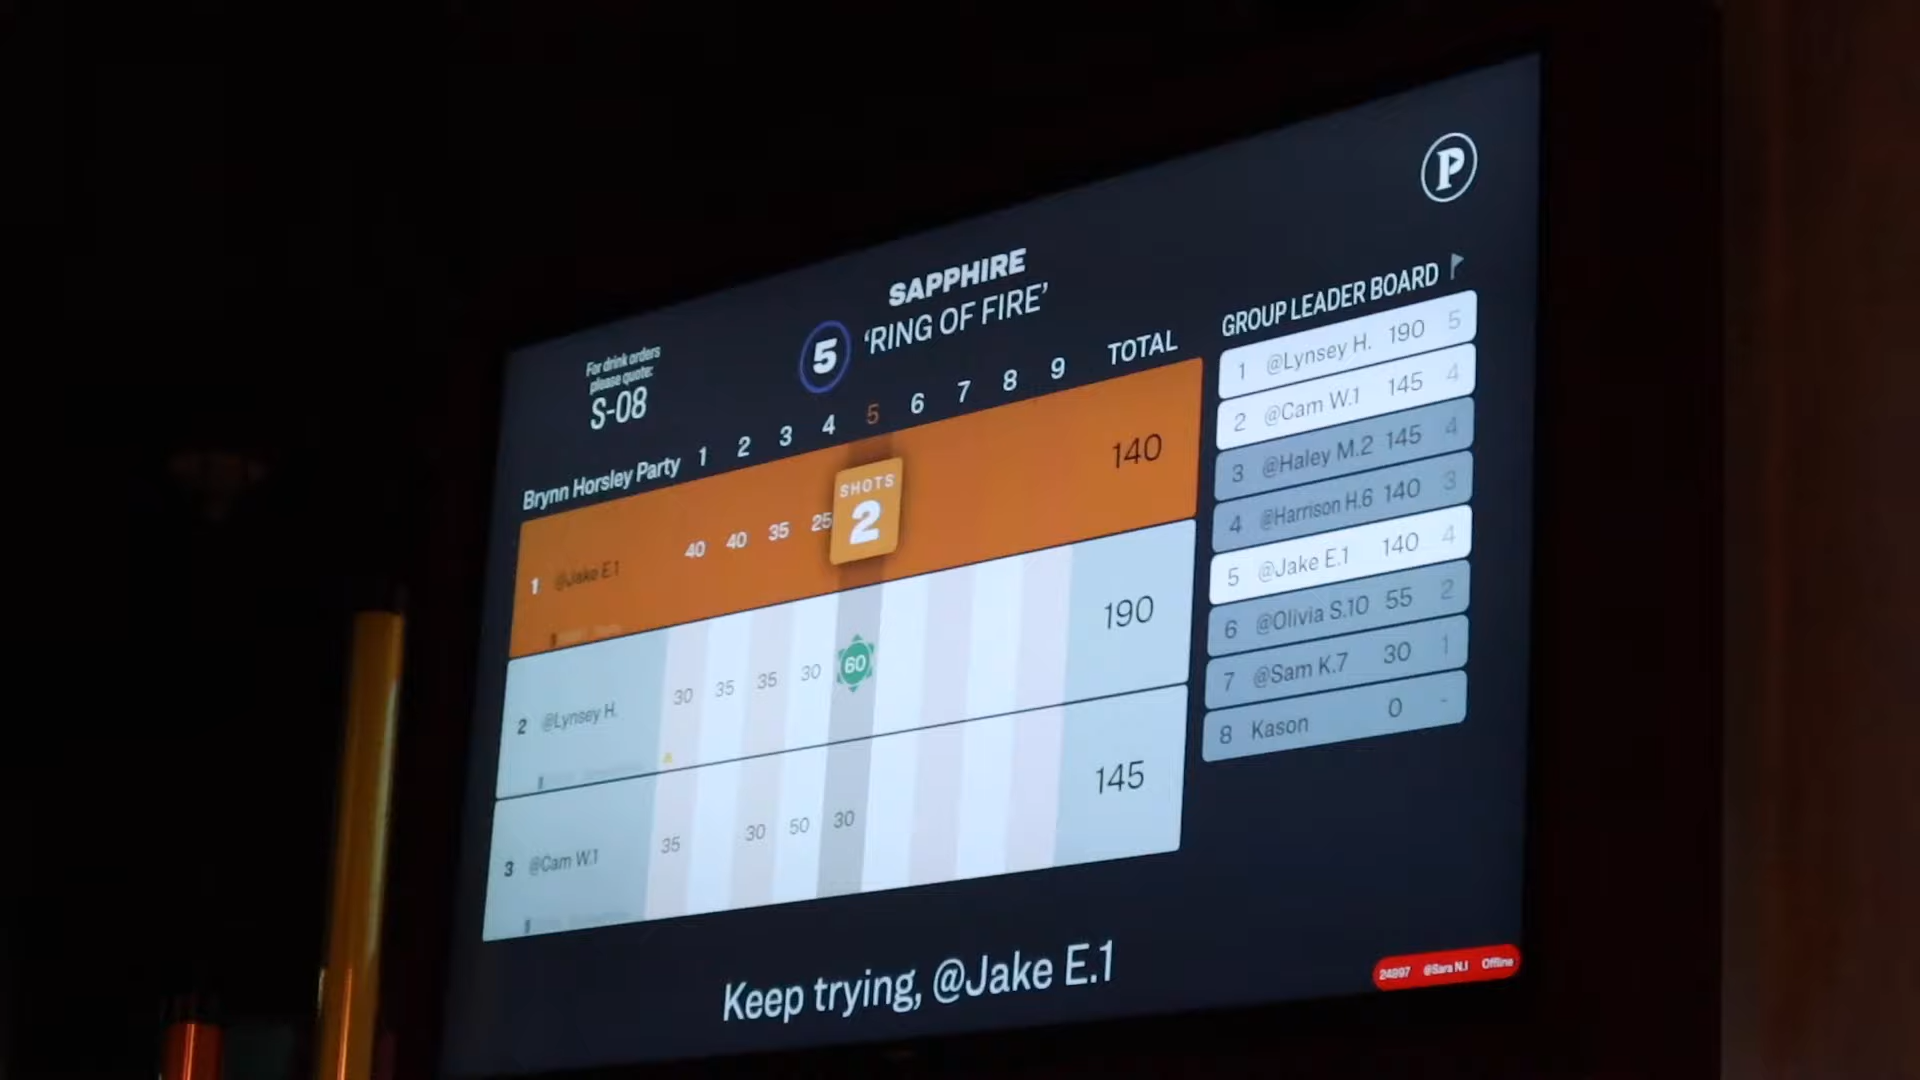 P
SAPPHIRE
5 'RING OF FIRE'
For drink orders
please quote:
S-08
Brynn Horsley Party 1 2 3 4 5 6 7 8 9 TOTAL
1 @Jake E.1 40 40 35 25 SHOTS 2 140
2 @Lynsey H. 30 35 35 30 60 190
3 @Cam W.1 35 30 50 30 145
GROUP LEADER BOARD
1 @Lynsey H. 190 5
2 @Cam W.1 145 4
3 @Haley M.2 145 4
4 @Harrison H.6 140 3
5 @Jake E.1 140 4
6 @Olivia S.10 55 2
7 @Sam K.7 30 1
8 Kason 0 -
Keep trying, @Jake E.1
24997 @Sara N.1 Offline